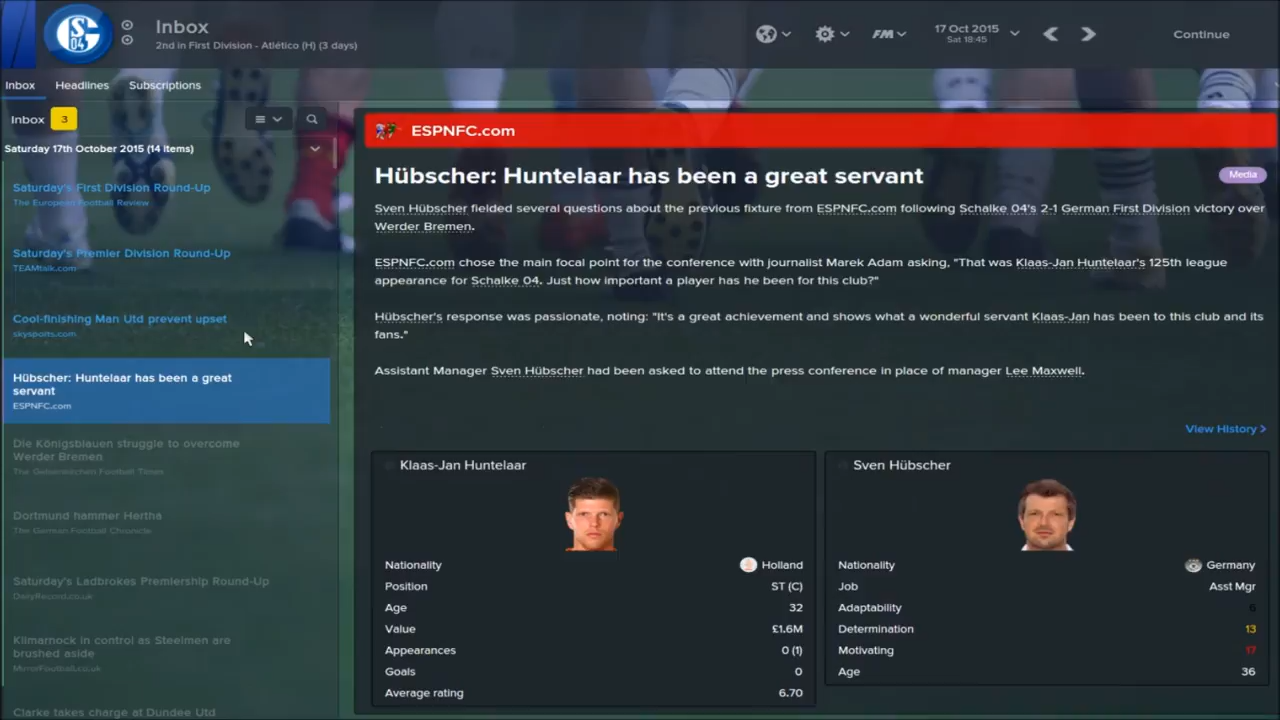 Inbox
2nd in First Division - Atlético (H) (3 days)
FM
17 Oct 2015
Sat 18:45
Continue
Inbox Headlines Subscriptions
Inbox 3
Saturday 17th October 2015 (14 items)
Saturday's First Division Round-Up
The European Football Review
Saturday's Premier Division Round-Up
TEAMtalk.com
Cool-finishing Man Utd prevent upset
skysports.com
Hübscher: Huntelaar has been a great
servant
ESPNFC.com
Die Königsblauen struggle to overcome
Werder Bremen
The Gelsenkirchen Football Times
Dortmund hammer Hertha
The German Football Chronicle
Saturday's Ladbrokes Premiership Round-Up
DailyRecord.co.uk
Kilmarnock in control as Steelmen are
brushed aside
MirrorFootball.co.uk
Clarke takes charge at Dundee Utd
ESPNFC.com
Hübscher: Huntelaar has been a great servant
Media
Sven Hübscher fielded several questions about the previous fixture from ESPNFC.com following Schalke 04's 2-1 German First Division victory over
Werder Bremen.
ESPNFC.com chose the main focal point for the conference with journalist Marek Adam asking, "That was Klaas-Jan Huntelaar's 125th league
appearance for Schalke 04. Just how important a player has he been for this club?"
Hübscher's response was passionate, noting: "It's a great achievement and shows what a wonderful servant Klaas-Jan has been to this club and its
fans."
Assistant Manager Sven Hübscher had been asked to attend the press conference in place of manager Lee Maxwell.
View History >
Klaas-Jan Huntelaar
Nationality Holland
Position ST (C)
Age 32
Value £1.6M
Appearances 0 (1)
Goals 0
Average rating 6.70
Sven Hübscher
Nationality Germany
Job Asst Mgr
Adaptability 6
Determination 13
Motivating 17
Age 36